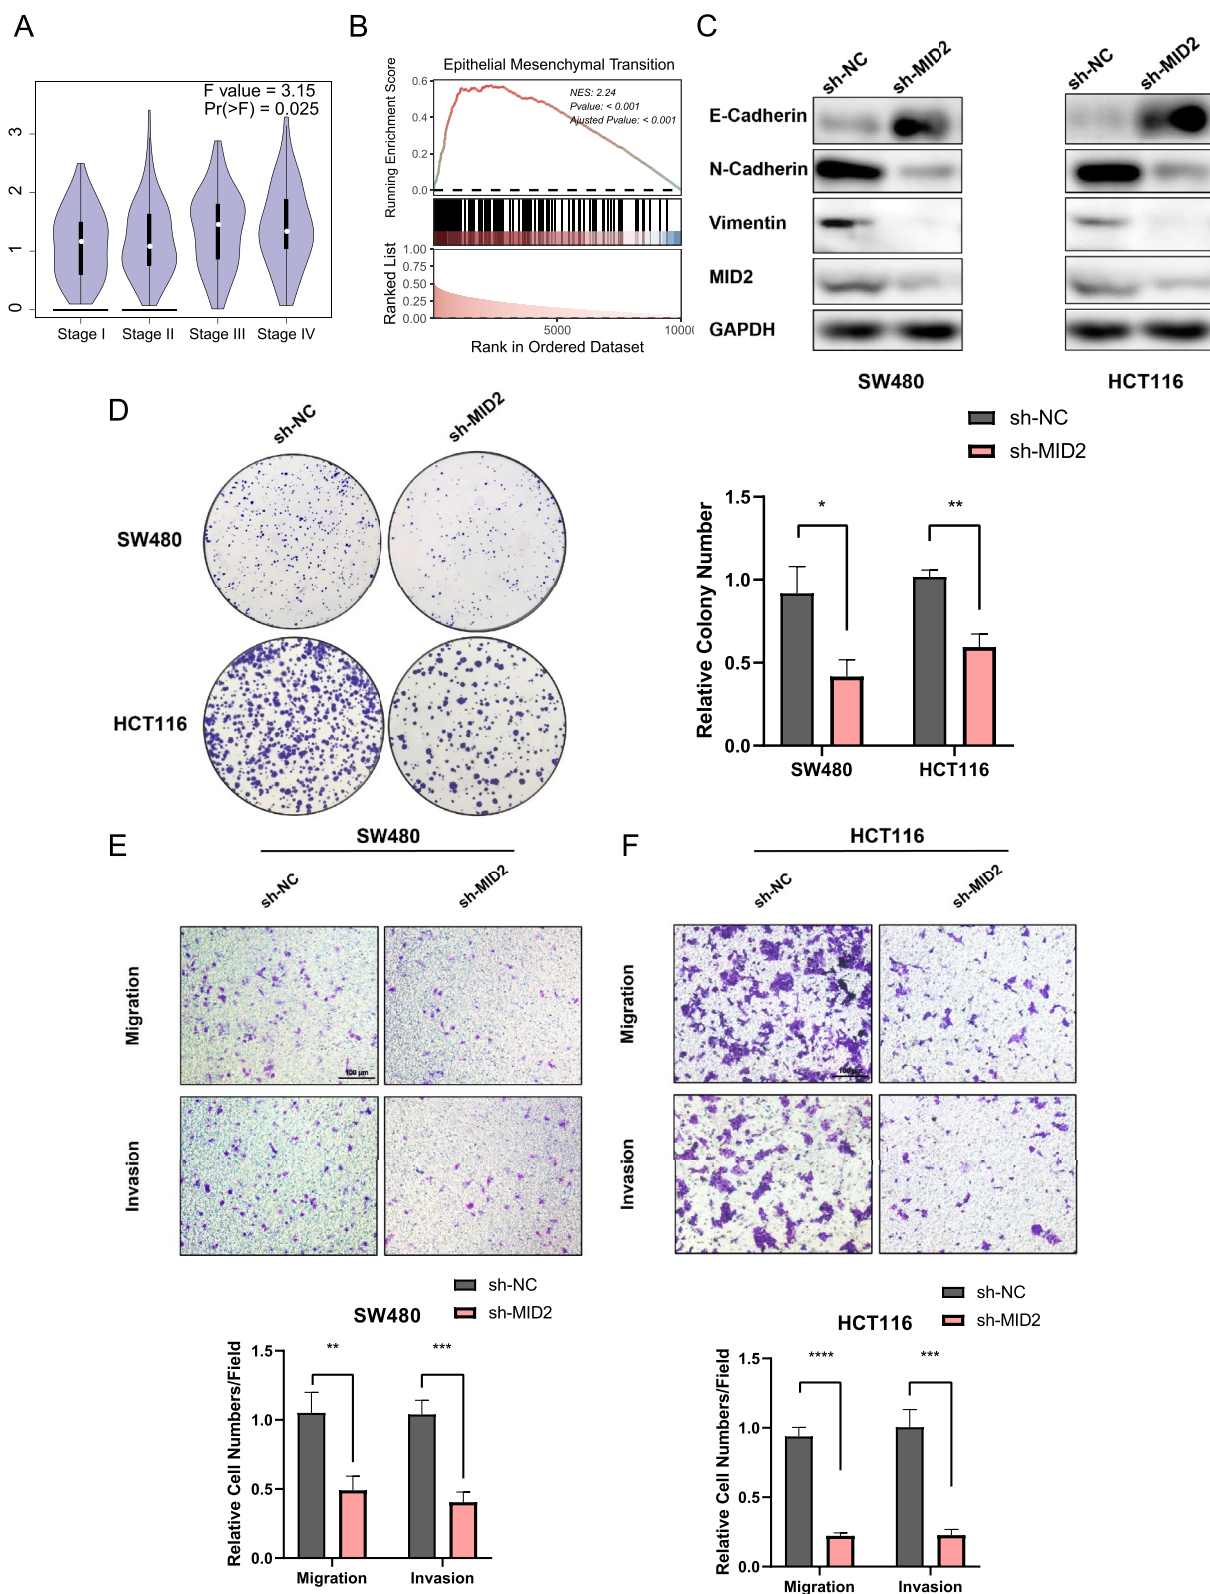 A
F value = 3.15
Pr(>F) = 0.025
3
2
1
0
Stage I
Stage II
Stage III
Stage IV
B
Epithelial Mesenchymal Transition
Running Enrichment Score
0.6
0.4
0.2
0.0
NES: 2.24
Pvalue: < 0.001
Ajusted Pvalue: < 0.001
Ranked List
1.00
0.75
0.50
0.25
0.00
5000
10000
Rank in Ordered Dataset
C
sh-NC
sh-MID2
sh-NC
sh-MID2
E-Cadherin
N-Cadherin
Vimentin
MID2
GAPDH
SW480
HCT116
D
sh-NC
sh-MID2
SW480
HCT116
sh-NC
sh-MID2
Relative Colony Number
1.5
1.0
0.5
0.0
*
**
SW480
HCT116
E
SW480
sh-NC
sh-MID2
Migration
100 μm
Invasion
sh-NC
sh-MID2
SW480
Relative Cell Numbers/Field
1.5
1.0
0.5
0.0
**
***
Migration
Invasion
F
HCT116
sh-NC
sh-MID2
Migration
100 μm
Invasion
sh-NC
sh-MID2
HCT116
Relative Cell Numbers/Field
1.5
1.0
0.5
0.0
****
***
Migration
Invasion